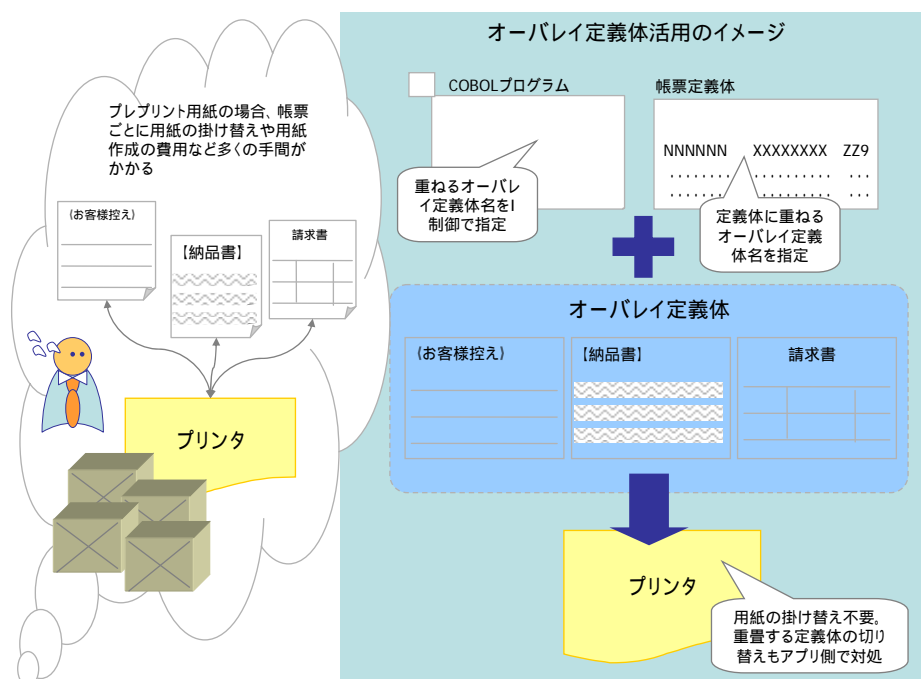 オーバレイ定義体活用のイメージ
プレプリント用紙の場合、帳票
ごとに用紙の掛け替えや用紙
作成の費用など多くの手間が
かかる
(お客様控え)
【納品書】
請求書
プリンタ
COBOLプログラム
帳票定義体
NNNNNN XXXXXXXX ZZ9
...... .......... ...
...... .......... ...
重ねるオーバレ
イ定義体名をI
制御で指定
定義体に重ねる
オーバレイ定義
体名を指定
オーバレイ定義体
(お客様控え)
【納品書】
請求書
プリンタ
用紙の掛け替え不要。
重畳する定義体の切り
替えもアプリ側で対処